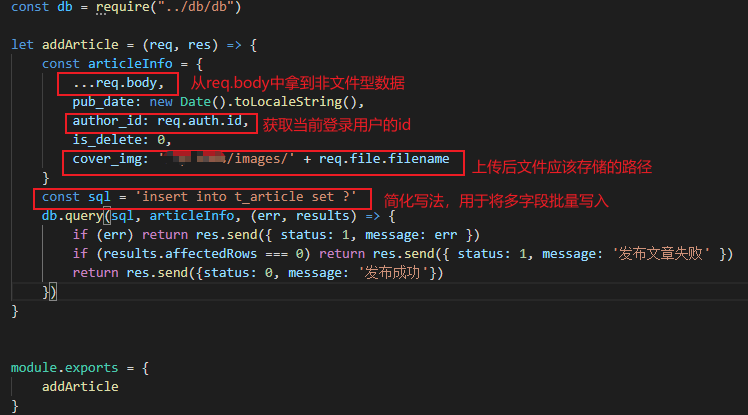 const db = require("../db/db")
let addArticle = (req, res) => {
const articleInfo = {
...req.body, 从req.body中拿到非文件型数据
pub_date: new Date().toLocaleString(),
author_id: req.auth.id, 获取当前登录用户的id
is_delete: 0,
cover_img: '/images/' + req.file.filename 上传后文件应该存储的路径
}
const sql = 'insert into t_article set ?' 简化写法，用于将多字段批量写入
db.query(sql, articleInfo, (err, results) => {
if (err) return res.send({ status: 1, message: err })
if (results.affectedRows === 0) return res.send({ status: 1, message: '发布文章失败' })
return res.send({status: 0, message: '发布成功'})
})
}
module.exports = {
addArticle
}